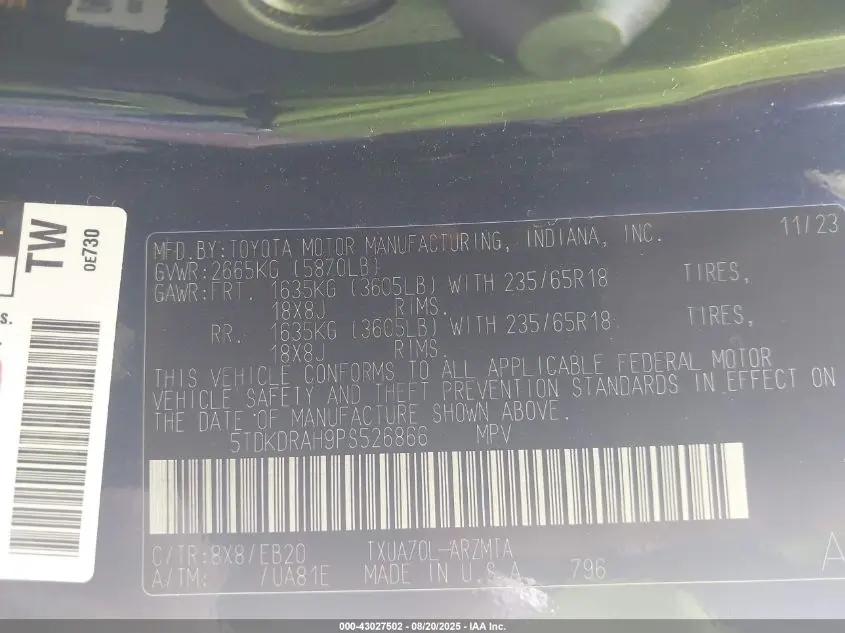 TW
0E730
S.
MFD.BY:TOYOTA MOTOR MANUFACTURING, INDIANA, INC. 11/23
GVWR:2665KG (5870LB)
GAWR:FRT. 1635KG (3605LB) WITH 235/65R18 TIRES,
18X8J RIMS.
RR. 1635KG (3605LB) WITH 235/65R18 TIRES,
18X8J RIMS.
THIS VEHICLE CONFORMS TO ALL APPLICABLE FEDERAL MOTOR
VEHICLE SAFETY AND THEFT PREVENTION STANDARDS IN EFFECT ON
THE DATE OF MANUFACTURE SHOWN ABOVE.
5TDKDRAH9PS526866 MPV
C/TR:8X8/EB20 TXUA70L-ARZMTA
A/TM: /UA81E MADE IN U.S.A. 796
A
000-43027502 - 08/20/2025 - IAA Inc.